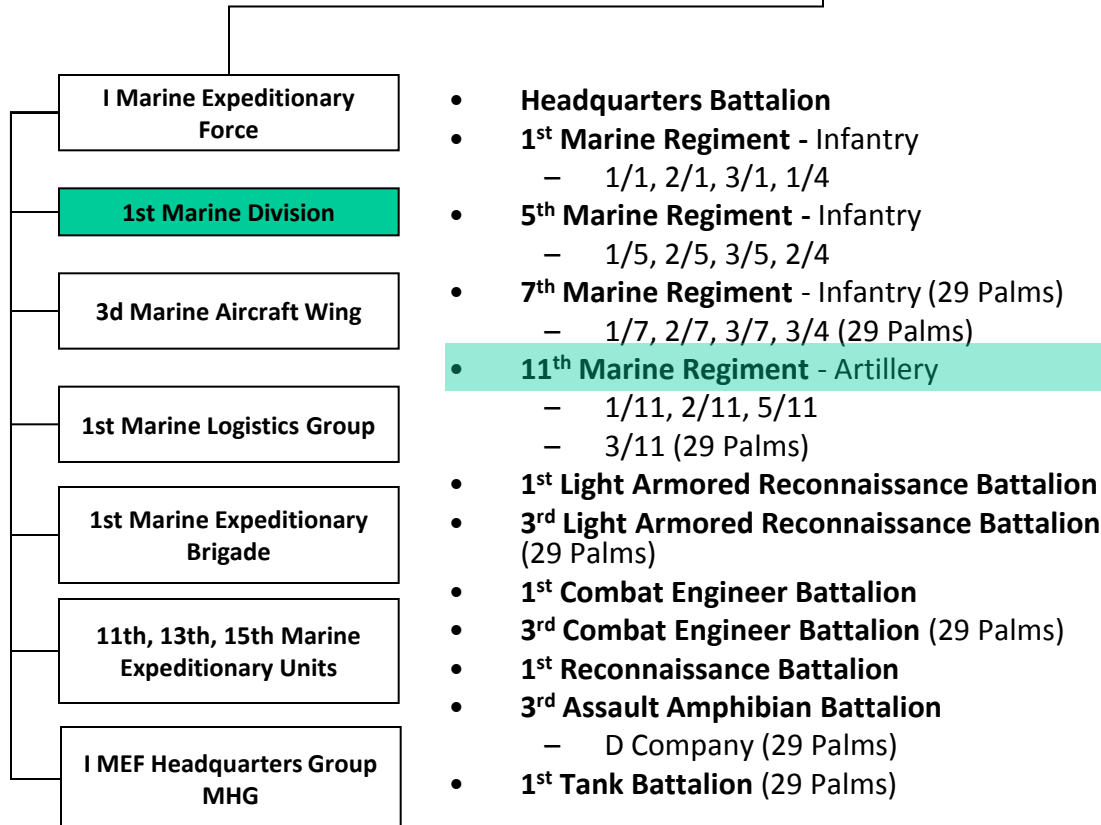 I Marine Expeditionary
Force
1st Marine Division
3d Marine Aircraft Wing
1st Marine Logistics Group
1st Marine Expeditionary
Brigade
11th, 13th, 15th Marine
Expeditionary Units
I MEF Headquarters Group
MHG
• Headquarters Battalion
• 1st Marine Regiment - Infantry
– 1/1, 2/1, 3/1, 1/4
• 5th Marine Regiment - Infantry
– 1/5, 2/5, 3/5, 2/4
• 7th Marine Regiment - Infantry (29 Palms)
– 1/7, 2/7, 3/7, 3/4 (29 Palms)
• 11th Marine Regiment - Artillery
– 1/11, 2/11, 5/11
– 3/11 (29 Palms)
• 1st Light Armored Reconnaissance Battalion
• 3rd Light Armored Reconnaissance Battalion
(29 Palms)
• 1st Combat Engineer Battalion
• 3rd Combat Engineer Battalion (29 Palms)
• 1st Reconnaissance Battalion
• 3rd Assault Amphibian Battalion
– D Company (29 Palms)
• 1st Tank Battalion (29 Palms)